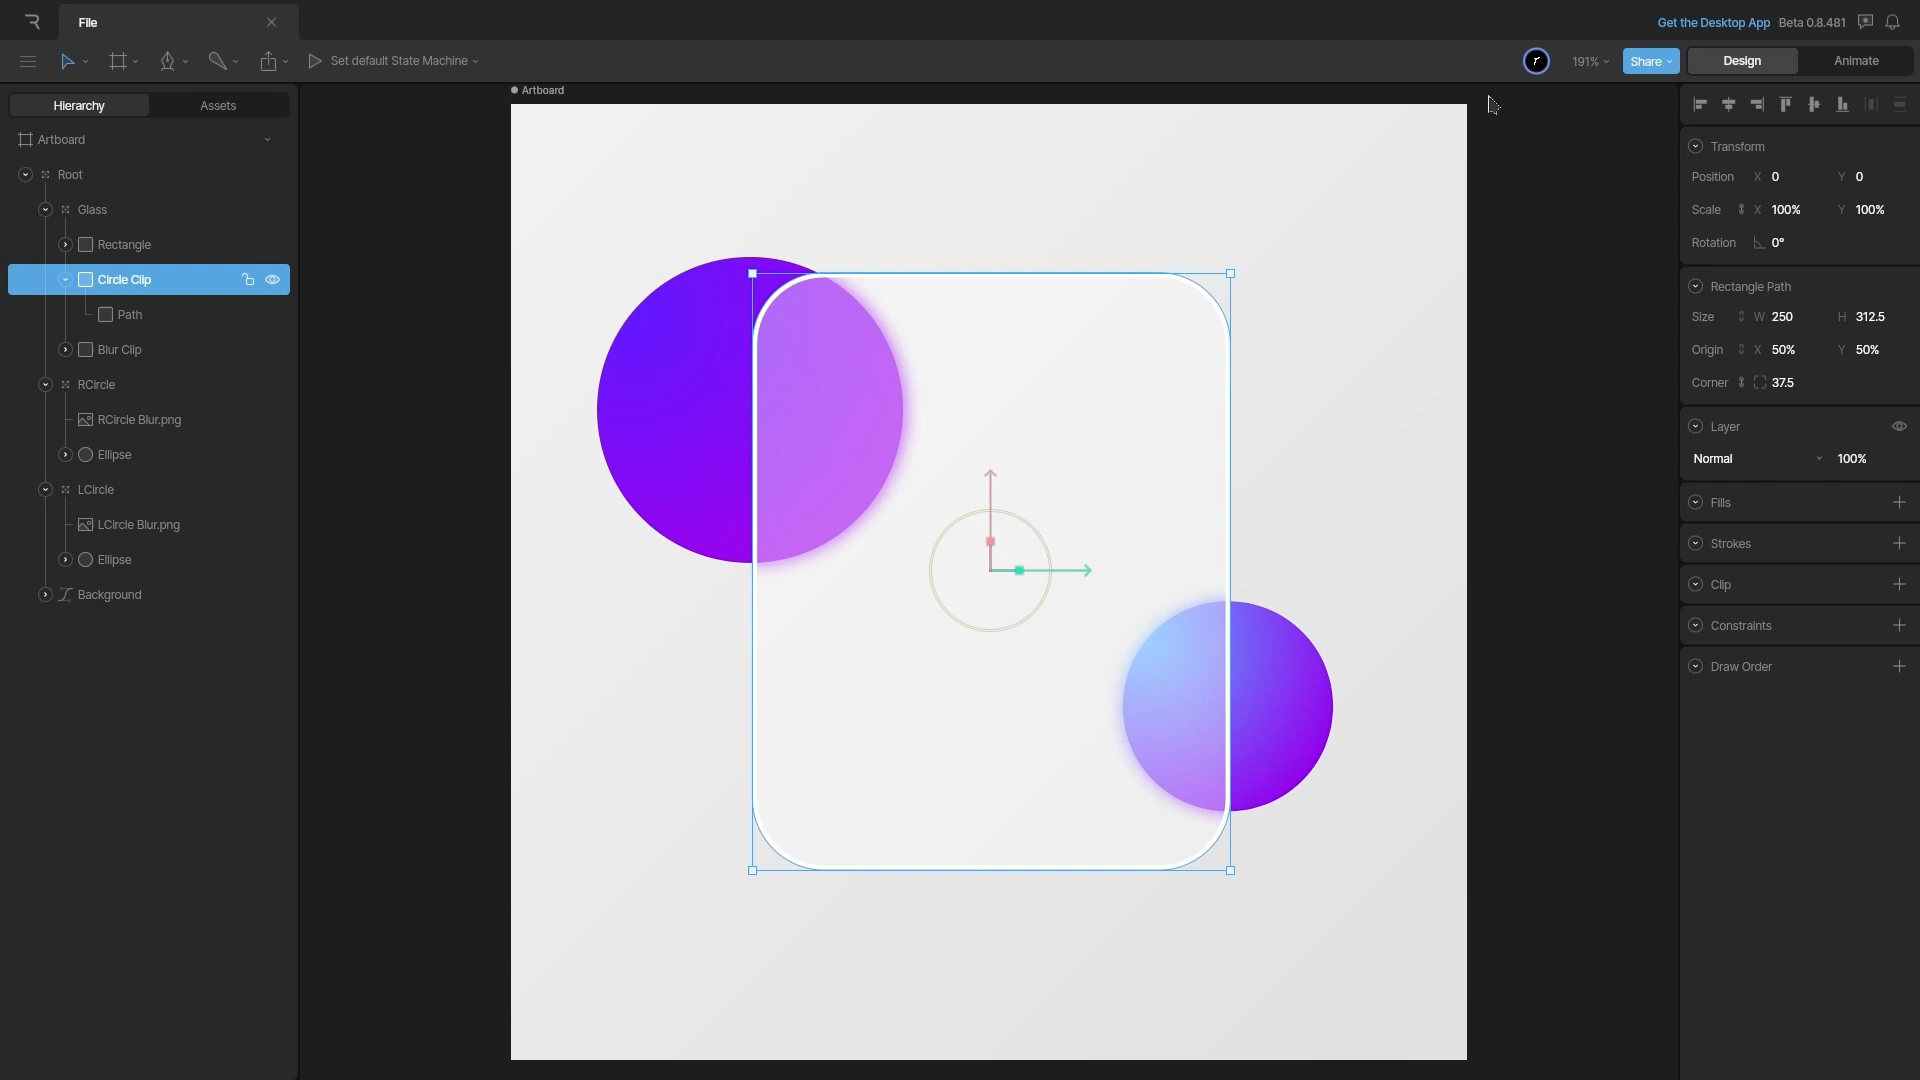 File
Get the Desktop App Beta 0.8.481
Set default State Machine
191% Share Design Animate
Hierarchy Assets
Artboard
Root
Glass
Rectangle
Circle Clip
Path
Blur Clip
RCircle
RCircle Blur.png
Ellipse
LCircle
LCircle Blur.png
Ellipse
Background
Artboard
Transform
Position X 0 Y 0
Scale X 100% Y 100%
Rotation 0°
Rectangle Path
Size W 250 H 312.5
Origin X 50% Y 50%
Corner 37.5
Layer
Normal 100%
Fills
Strokes
Clip
Constraints
Draw Order